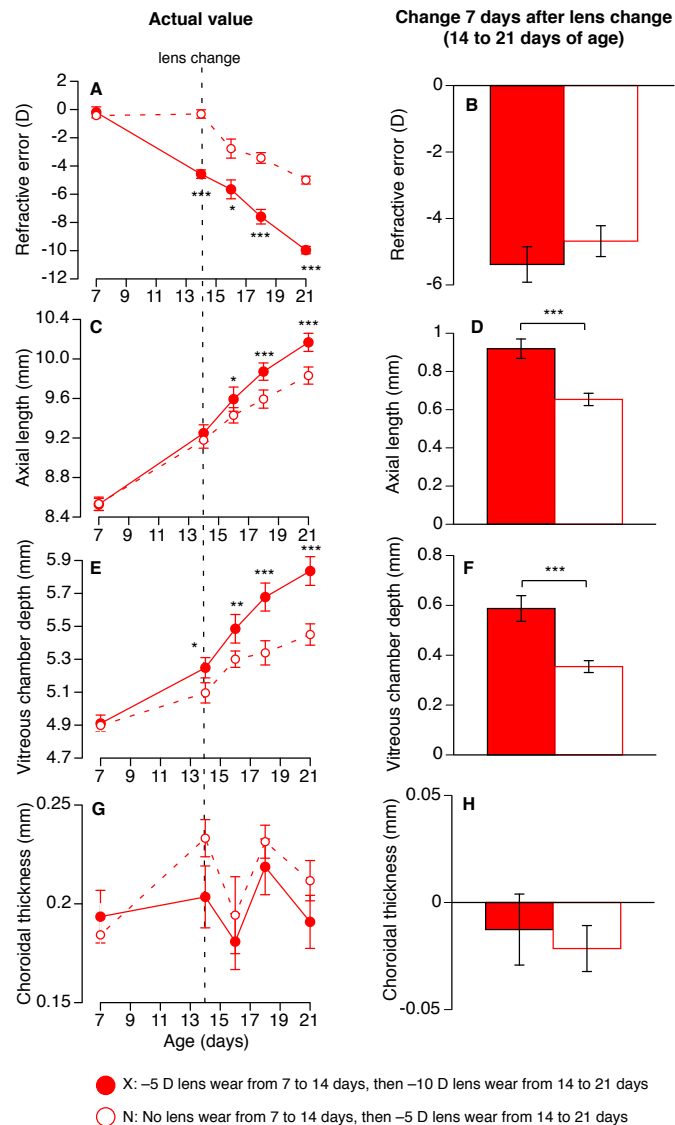 Actual value
Change 7 days after lens change
(14 to 21 days of age)
lens change
A
Refractive error (D)
2
0
-2
-4
-6
-8
-10
-12
***
*
***
***
7 9 11 13 15 17 19 21
B
Refractive error (D)
0
−2
−4
−6
C
Axial length (mm)
10.4
10.0
9.6
9.2
8.8
8.4
*
***
***
7 9 11 13 15 17 19 21
D
Axial length (mm)
1
0.8
0.6
0.4
0.2
0
***
E
Vitreous chamber depth (mm)
5.9
5.7
5.5
5.3
5.1
4.9
4.7
*
**
***
***
7 9 11 13 15 17 19 21
F
Vitreous chamber depth (mm)
0.8
0.6
0.4
0.2
0
***
G
Choroidal thickness (mm)
0.25
0.2
0.15
7 9 11 13 15 17 19 21
Age (days)
H
Choroidal thickness (mm)
0.05
0
-0.05
X: –5 D lens wear from 7 to 14 days, then –10 D lens wear from 14 to 21 days
N: No lens wear from 7 to 14 days, then –5 D lens wear from 14 to 21 days